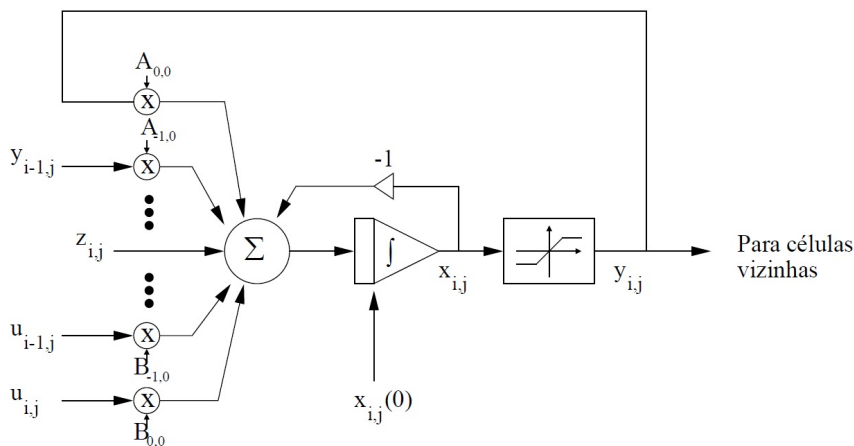 A0,0
X
A-1,0
yi-1,j
X
-1
zi,j
Σ
∫
xi,j
yi,j
Para células
vizinhas
ui-1,j
X
B-1,0
ui,j
X
B0,0
xi,j(0)